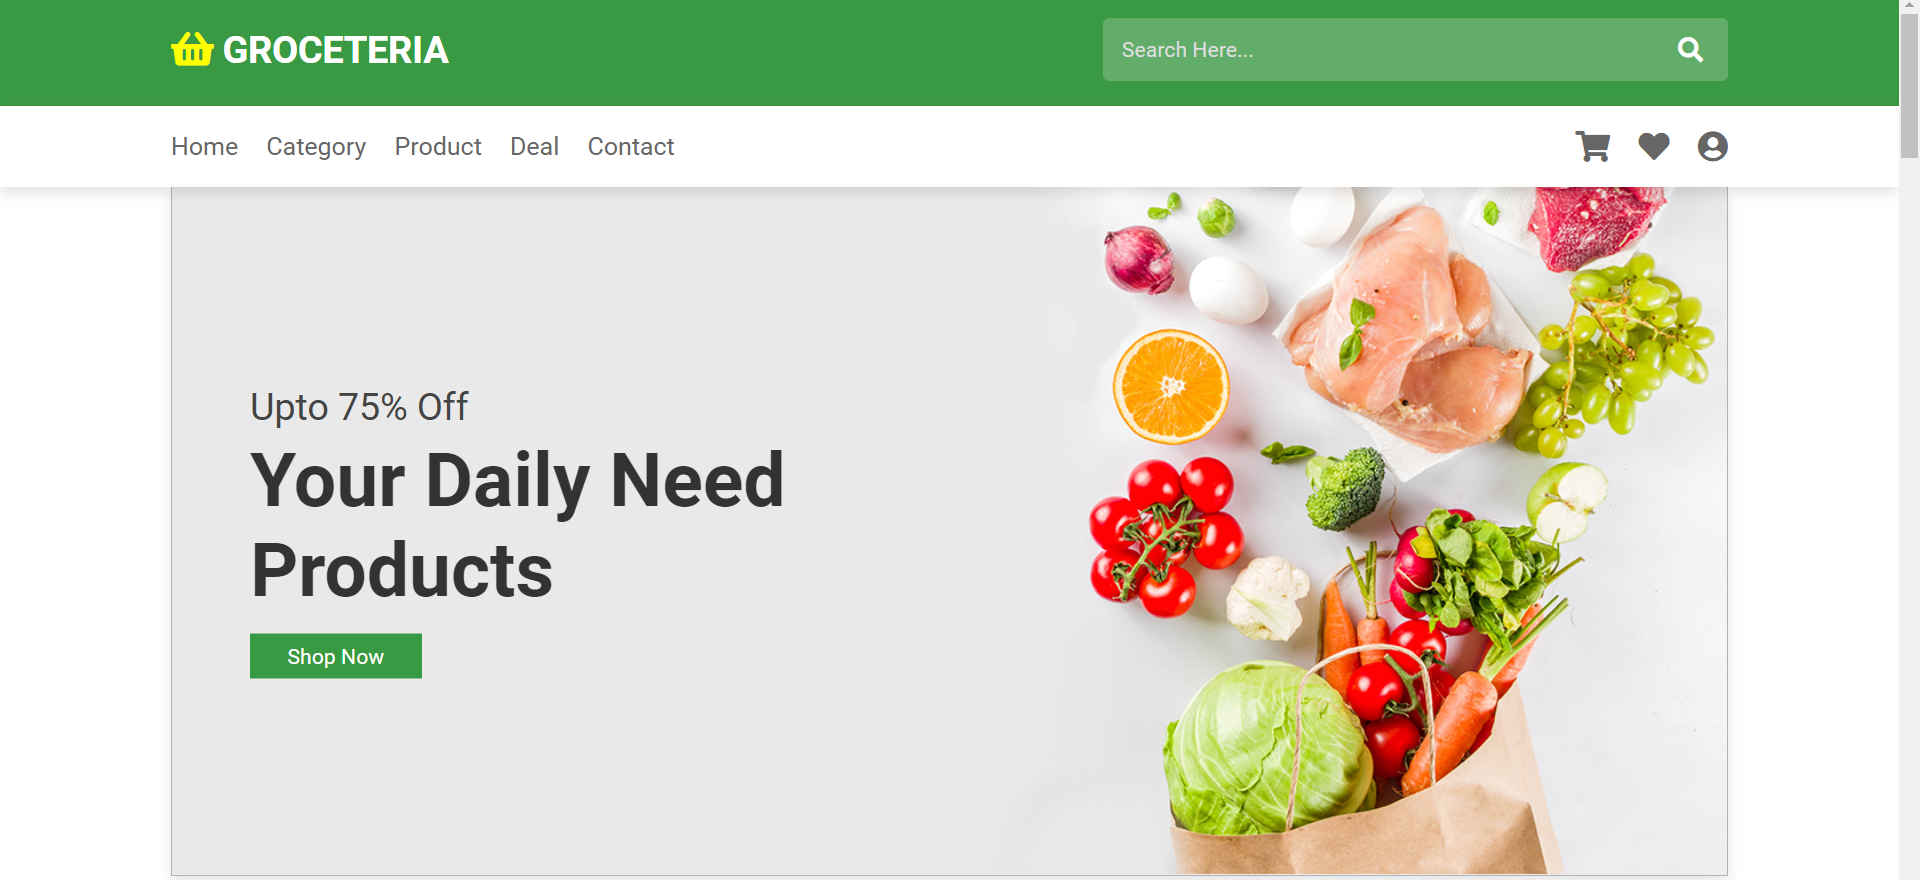 GROCETERIA
Search Here...
Home Category Product Deal Contact
Upto 75% Off
Your Daily Need
Products
Shop Now